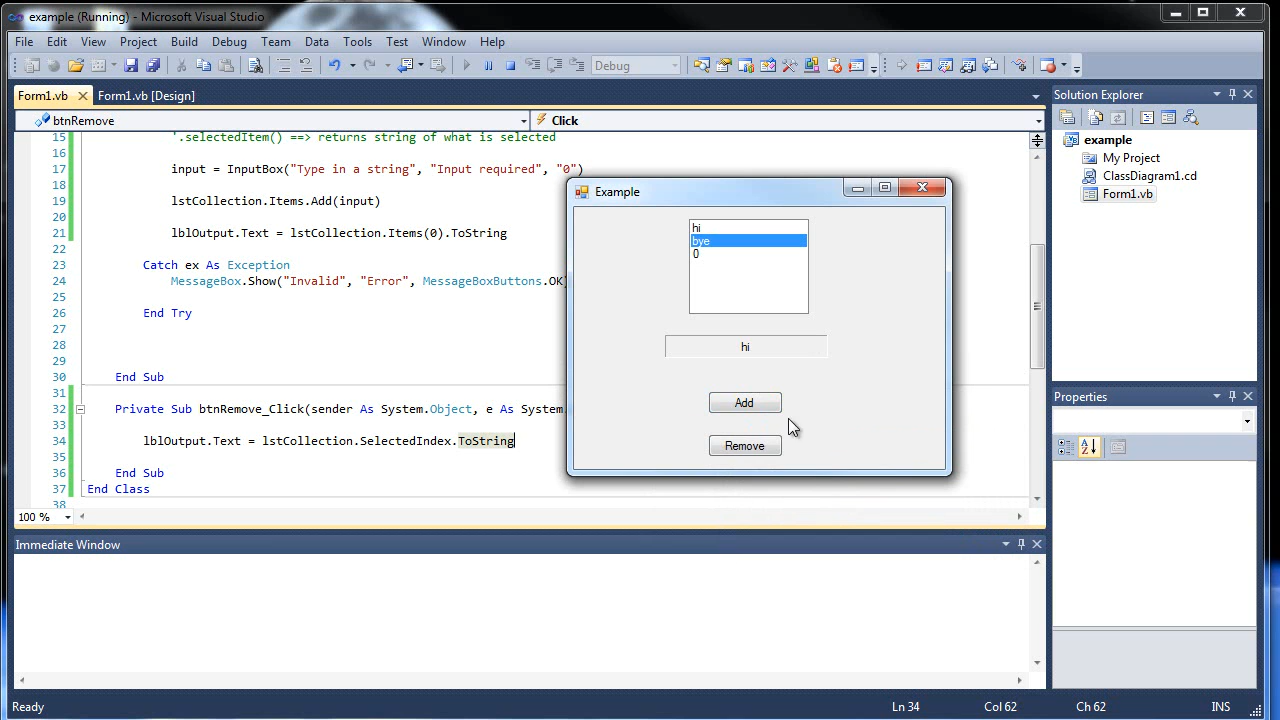 example (Running) - Microsoft Visual Studio
File Edit View Project Build Debug Team Data Tools Test Window Help
Debug
Form1.vb Form1.vb [Design]
btnRemove Click
15 '.selectedItem() ==> returns string of what is selected
16
17 input = InputBox("Type in a string", "Input required", "0")
18
19 lstCollection.Items.Add(input)
20
21 lblOutput.Text = lstCollection.Items(0).ToString
22
23 Catch ex As Exception
24 MessageBox.Show("Invalid", "Error", MessageBoxButtons.OK)
25
26 End Try
27
28
29
30 End Sub
31
32 Private Sub btnRemove_Click(sender As System.Object, e As System.
33
34 lblOutput.Text = lstCollection.SelectedIndex.ToString
35
36 End Sub
37 End Class
38
100 %
Example
hi
bye
0
hi
Add
Remove
Solution Explorer
example
My Project
ClassDiagram1.cd
Form1.vb
Properties
Immediate Window
Ready Ln 34 Col 62 Ch 62 INS